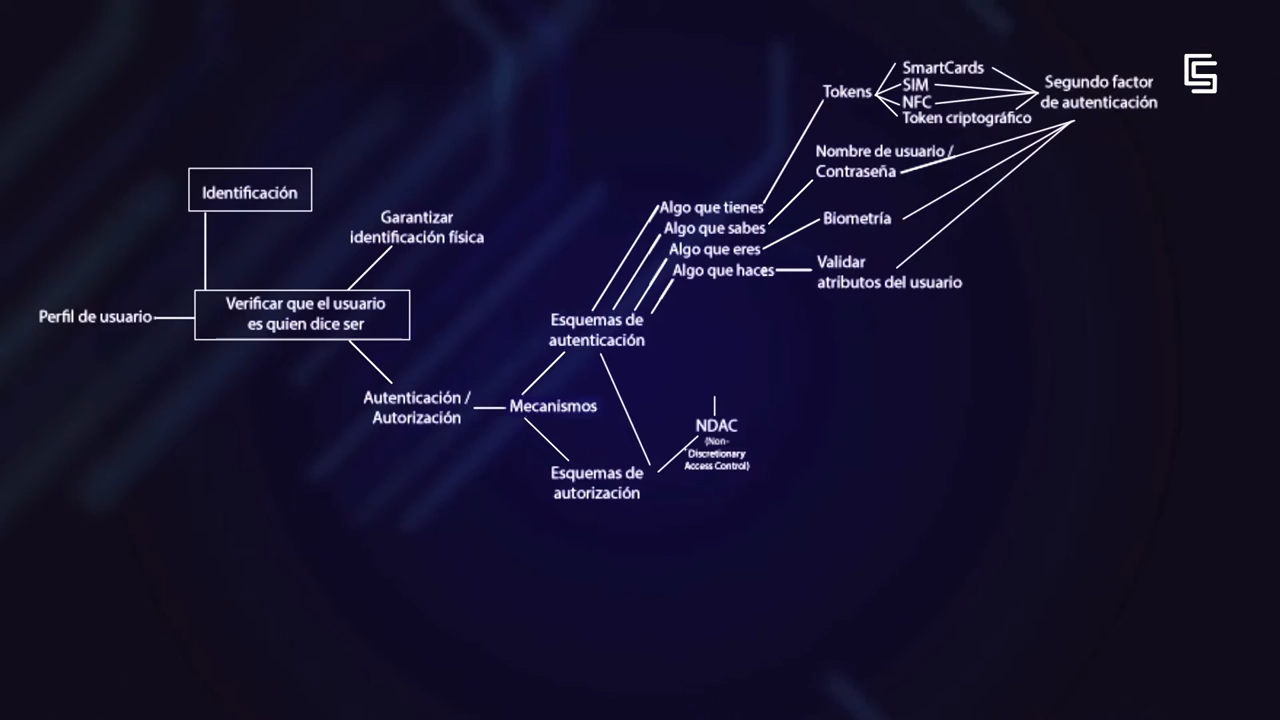 SmartCards
SIM
Tokens
NFC
Token criptográfico
Segundo factor
de autenticación
Nombre de usuario /
Contraseña
Identificación
Garantizar
identificación física
Algo que tienes
Algo que sabes
Algo que eres
Algo que haces
Biometría
Validar
atributos del usuario
Perfil de usuario
Verificar que el usuario
es quien dice ser
Esquemas de
autenticación
Autenticación /
Autorización
Mecanismos
NDAC
(Non-
Discretionary
Access Control)
Esquemas de
autorización